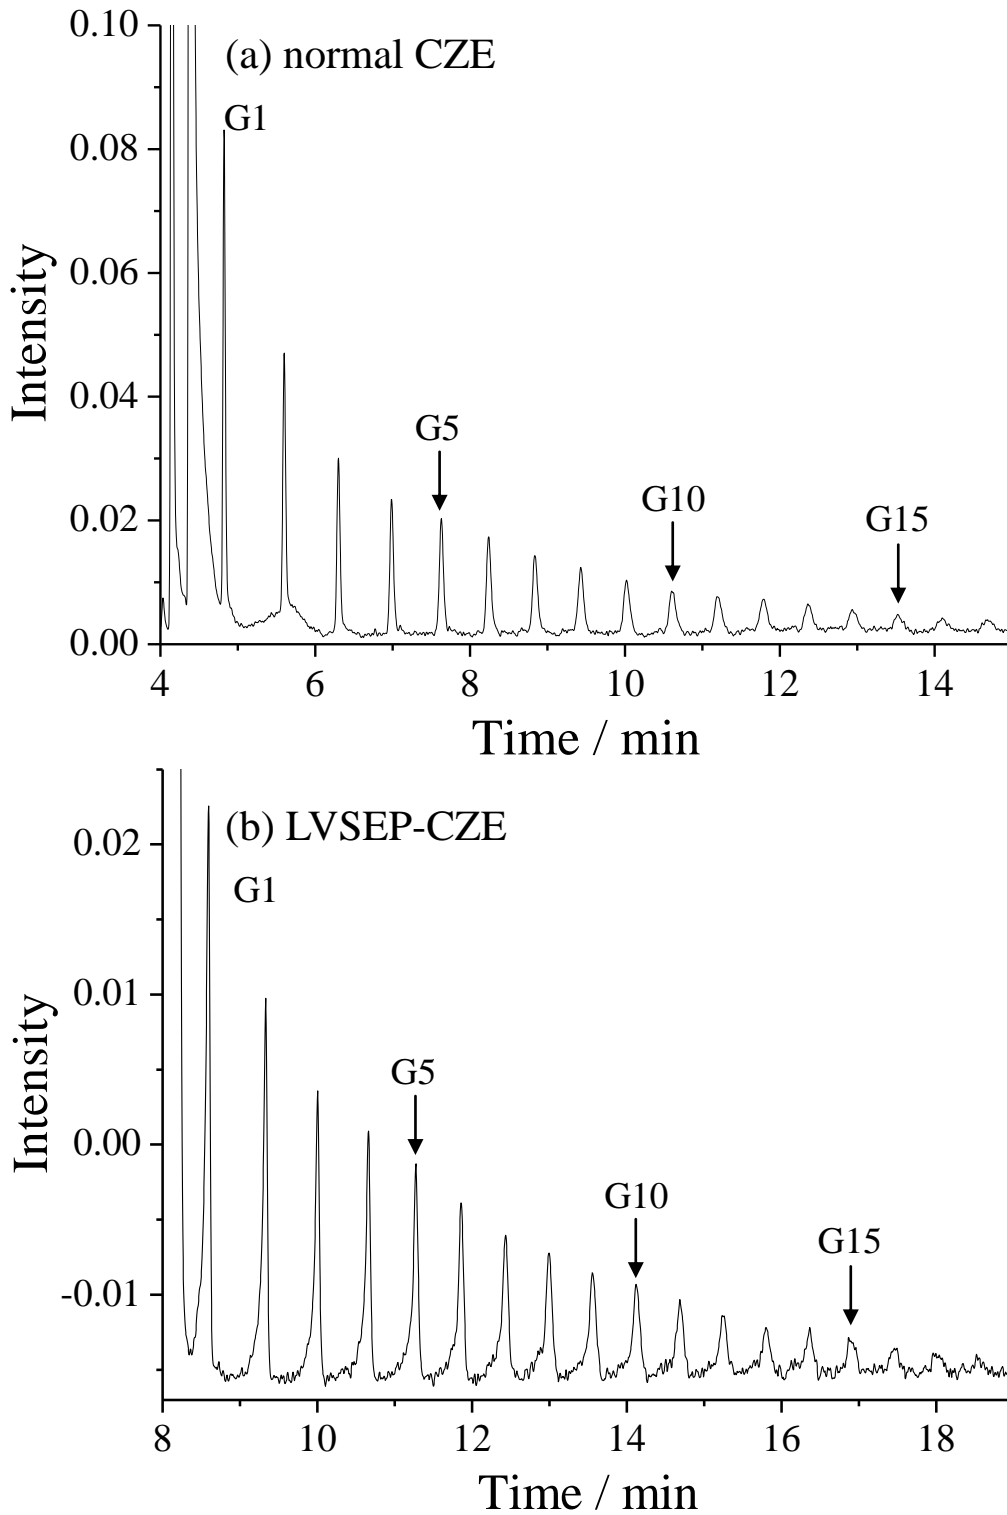 (a) normal CZE
G1
G5
G10
G15
0.10
0.08
0.06
0.04
0.02
0.00
Intensity
4 6 8 10 12 14
Time / min
(b) LVSEP-CZE
G1
G5
G10
G15
0.02
0.01
0.00
-0.01
Intensity
8 10 12 14 16 18
Time / min